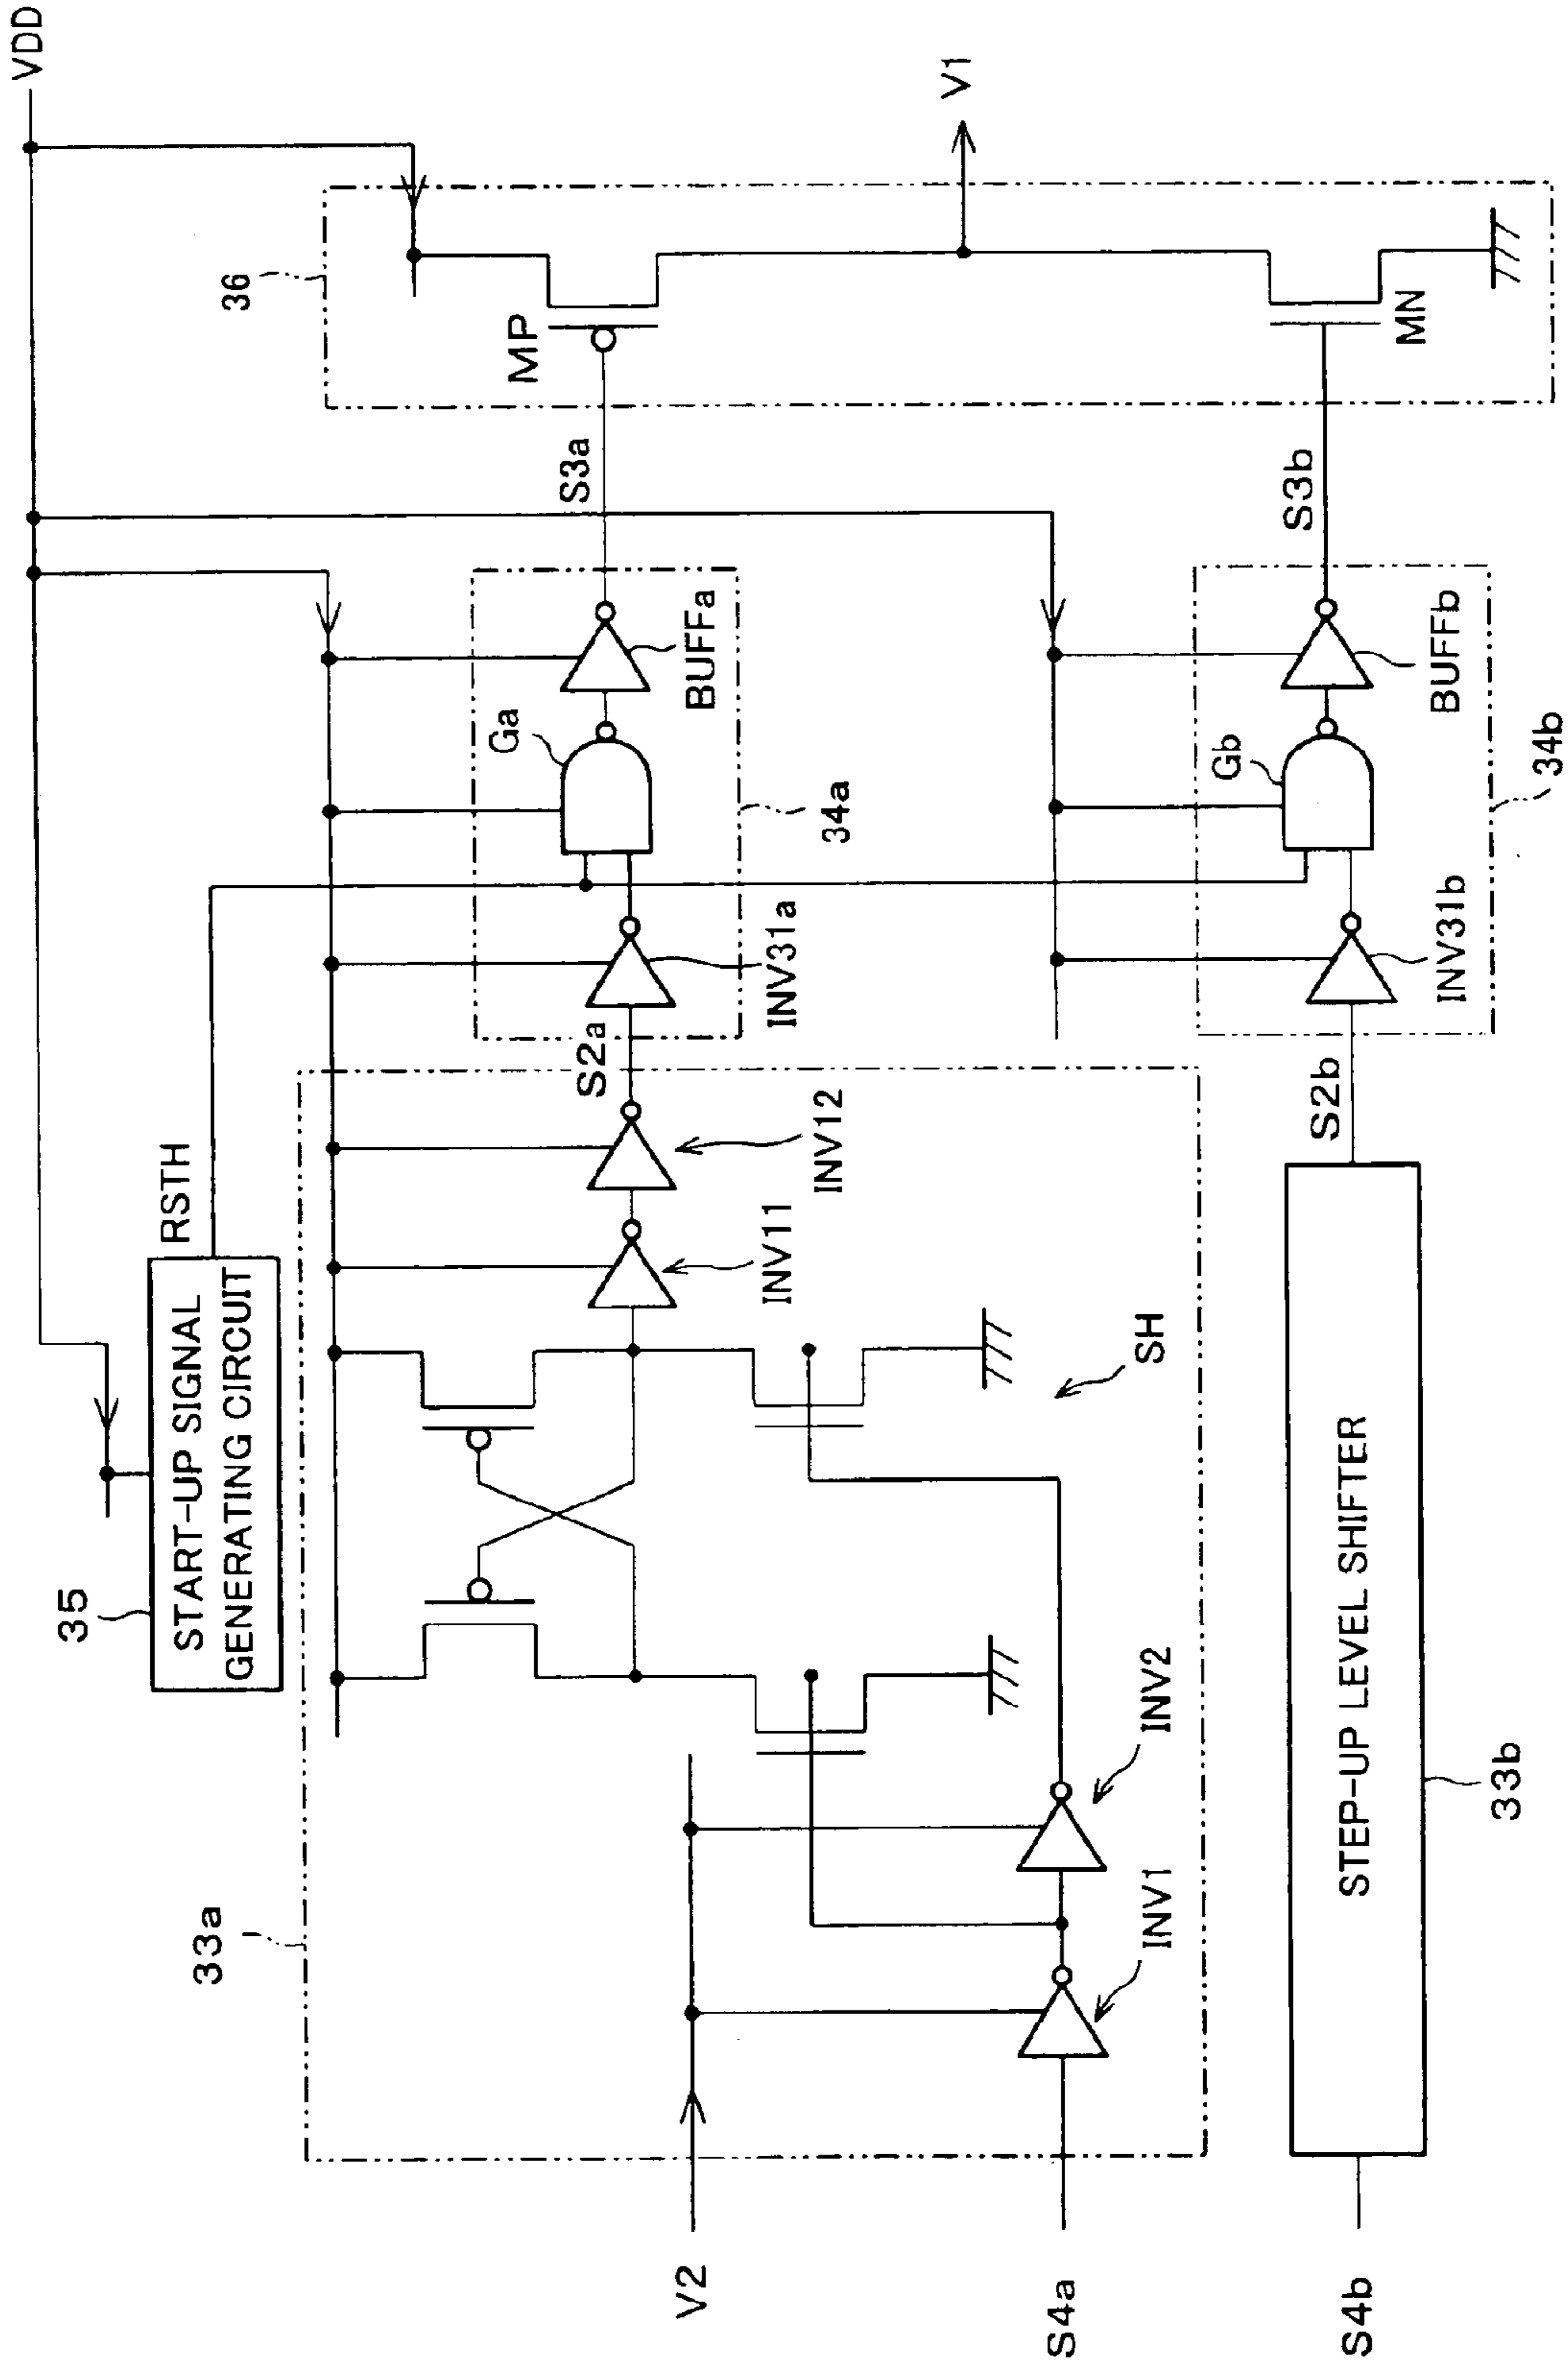 VDD
35
START-UP SIGNAL
GENERATING CIRCUIT
RSTH
36
33a
V2
S4a
INV1
INV2
SH
INV11
INV12
S2a
INV31a
Ga
34a
BUFFa
S3a
MP
V1
MN
S4b
STEP-UP LEVEL SHIFTER
33b
S2b
INV31b
Gb
34b
BUFFb
S3b